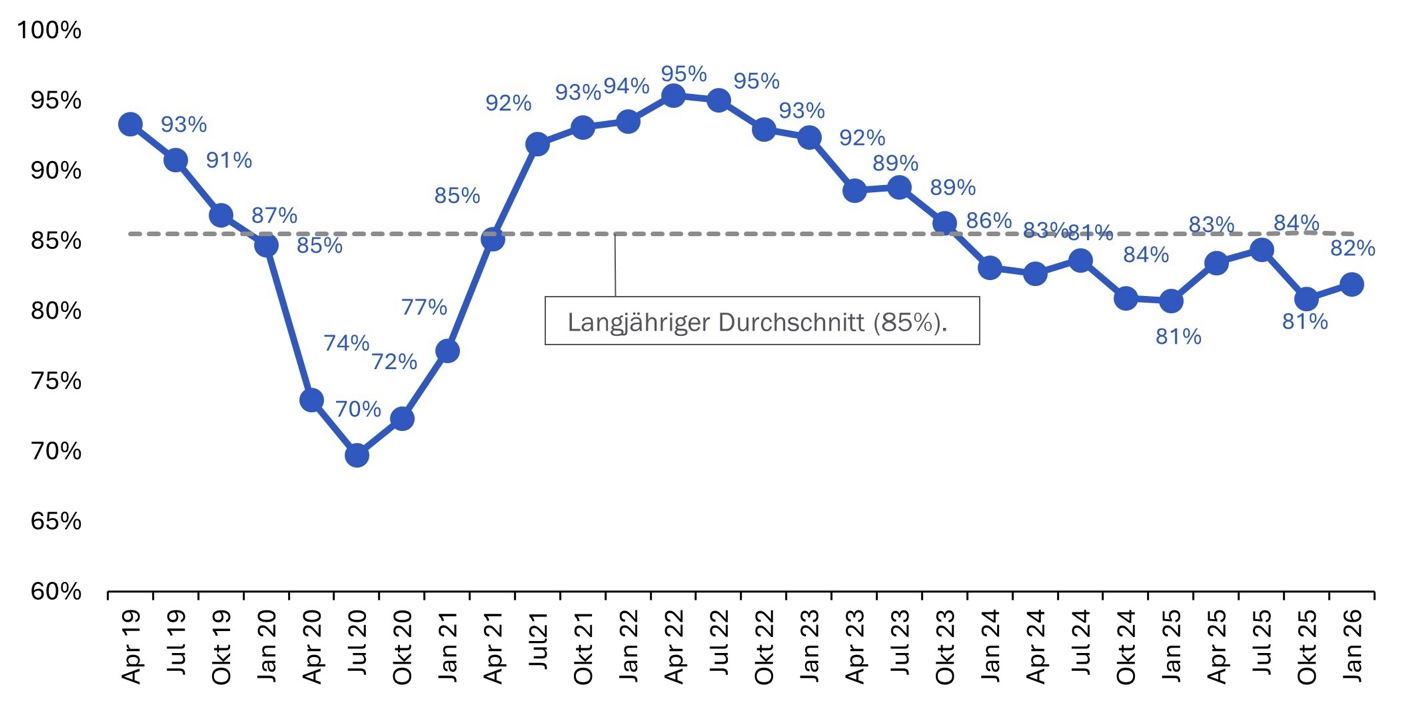 100%
95%
90%
85%
80%
75%
70%
65%
60%
93%
91%
87%
85%
74%
70%
72%
77%
85%
92%
93%
94%
95%
95%
93%
92%
89%
89%
86%
83%
81%
84%
81%
83%
84%
81%
82%
Langjähriger Durchschnitt (85%).
Apr 19
Jul 19
Okt 19
Jan 20
Apr 20
Jul 20
Okt 20
Jan 21
Apr 21
Jul21
Okt 21
Jan 22
Apr 22
Jul 22
Okt 22
Jan 23
Apr 23
Jul 23
Okt 23
Jan 24
Apr 24
Jul 24
Okt 24
Jan 25
Apr 25
Jul 25
Okt 25
Jan 26